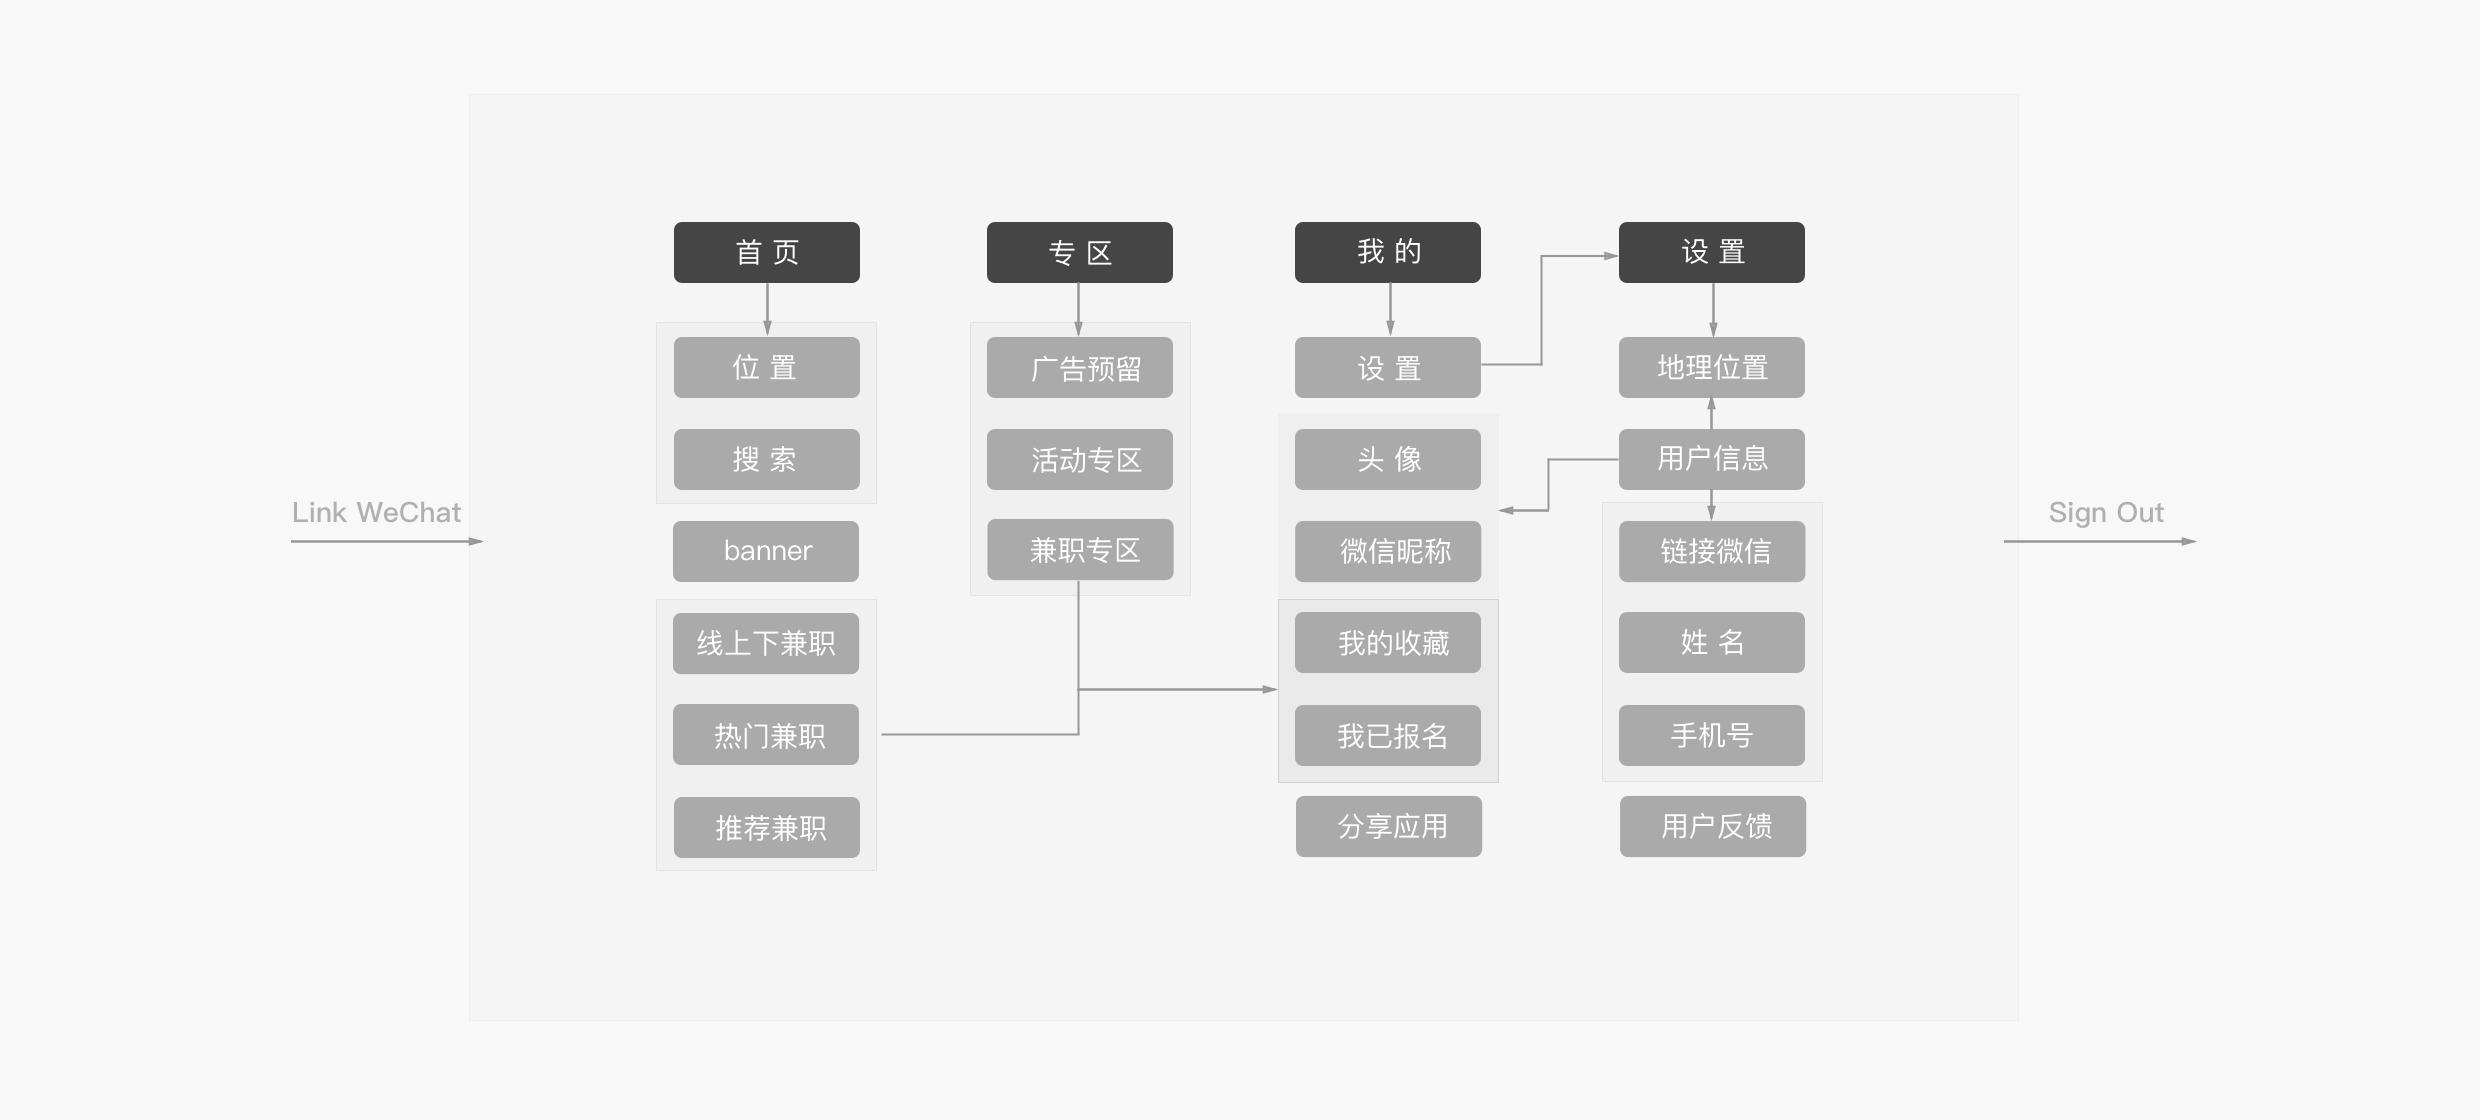 Link WeChat
首 页
位 置
搜 索
banner
线上下兼职
热门兼职
推荐兼职
专 区
广告预留
活动专区
兼职专区
我 的
设 置
头 像
微信昵称
我的收藏
我已报名
分享应用
设 置
地理位置
用户信息
链接微信
姓 名
手机号
用户反馈
Sign Out